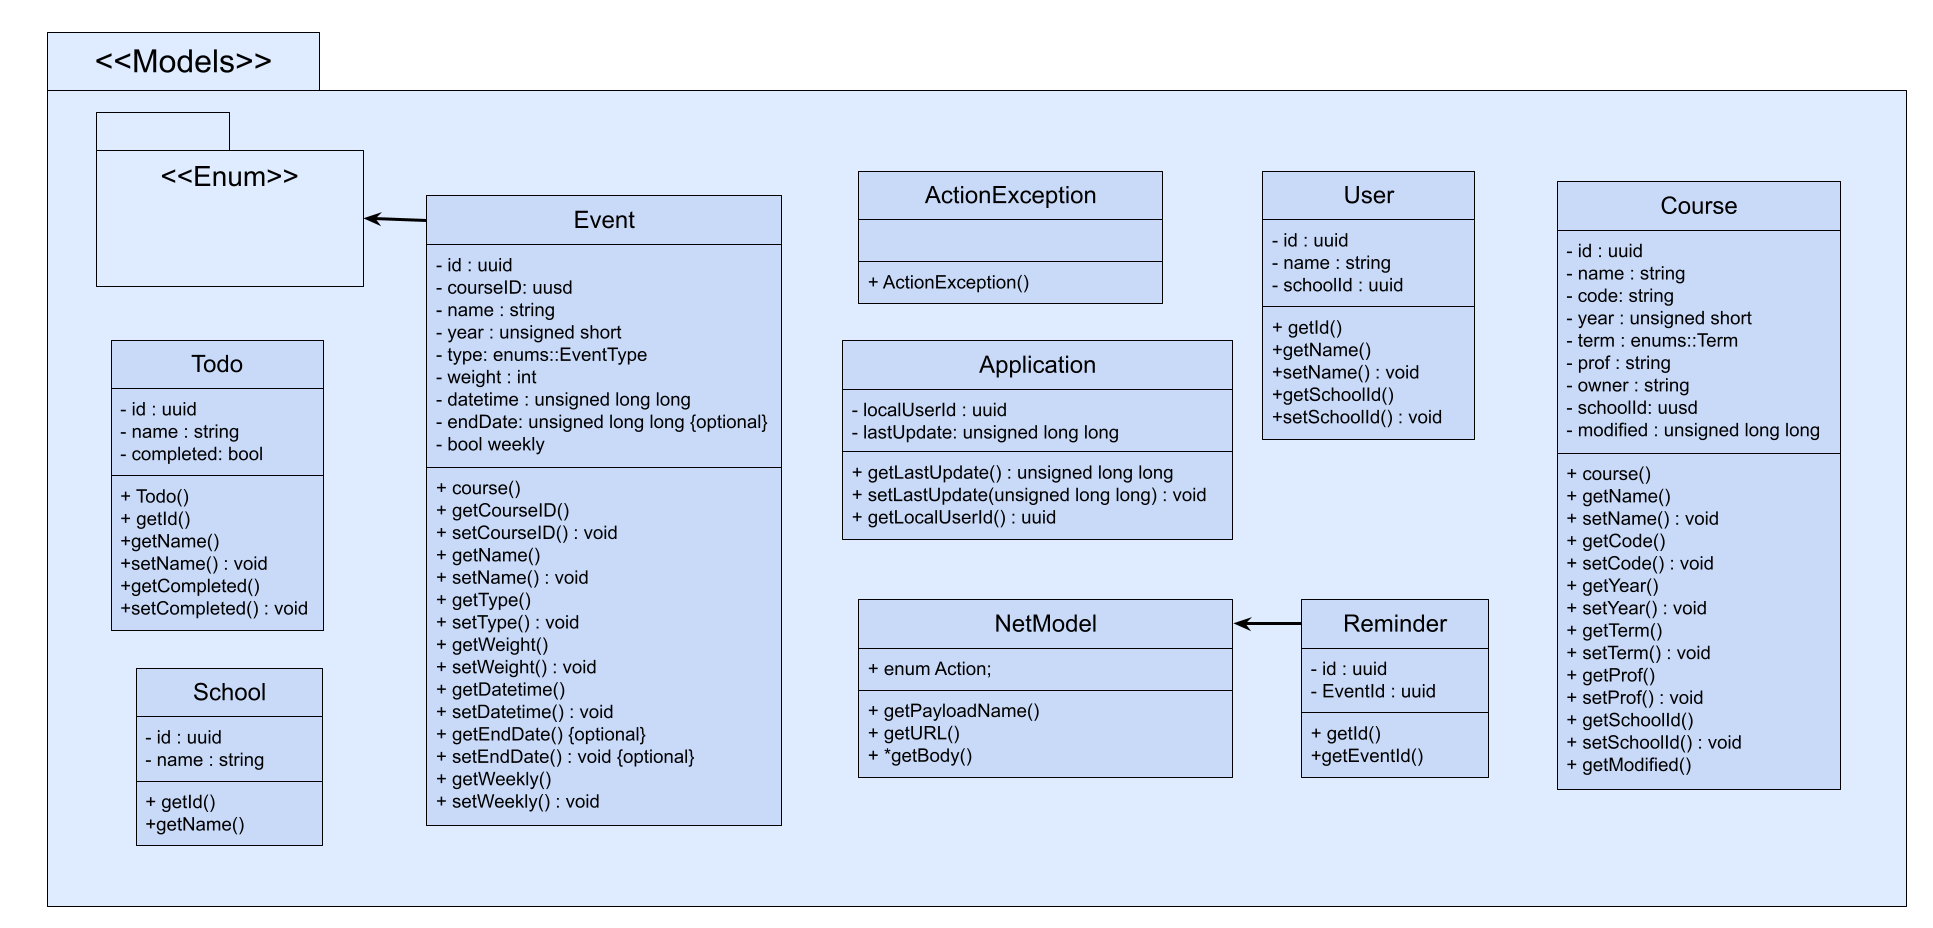 <<Models>>
<<Enum>>
Event
- id : uuid
- courseID: uusd
- name : string
- year : unsigned short
- type: enums::EventType
- weight : int
- datetime : unsigned long long
- endDate: unsigned long long {optional}
- bool weekly
+ course()
+ getCourseID()
+ setCourseID() : void
+ getName()
+ setName() : void
+ getType()
+ setType() : void
+ getWeight()
+ setWeight() : void
+ getDatetime()
+ setDatetime() : void
+ getEndDate() {optional}
+ setEndDate() : void {optional}
+ getWeekly()
+ setWeekly() : void
Todo
- id : uuid
- name : string
- completed: bool
+ Todo()
+ getId()
+getName()
+setName() : void
+getCompleted()
+setCompleted() : void
School
- id : uuid
- name : string
+ getId()
+getName()
ActionException
+ ActionException()
Application
- localUserId : uuid
- lastUpdate: unsigned long long
+ getLastUpdate() : unsigned long long
+ setLastUpdate(unsigned long long) : void
+ getLocalUserId() : uuid
NetModel
+ enum Action;
+ getPayloadName()
+ getURL()
+ *getBody()
User
- id : uuid
- name : string
- schoolId : uuid
+ getId()
+getName()
+setName() : void
+getSchoolId()
+setSchoolId() : void
Reminder
- id : uuid
- EventId : uuid
+ getId()
+getEventId()
Course
- id : uuid
- name : string
- code: string
- year : unsigned short
- term : enums::Term
- prof : string
- owner : string
- schoolId: uusd
- modified : unsigned long long
+ course()
+ getName()
+ setName() : void
+ getCode()
+ setCode() : void
+ getYear()
+ setYear() : void
+ getTerm()
+ setTerm() : void
+ getProf()
+ setProf() : void
+ getSchoolId()
+ setSchoolId() : void
+ getModified()